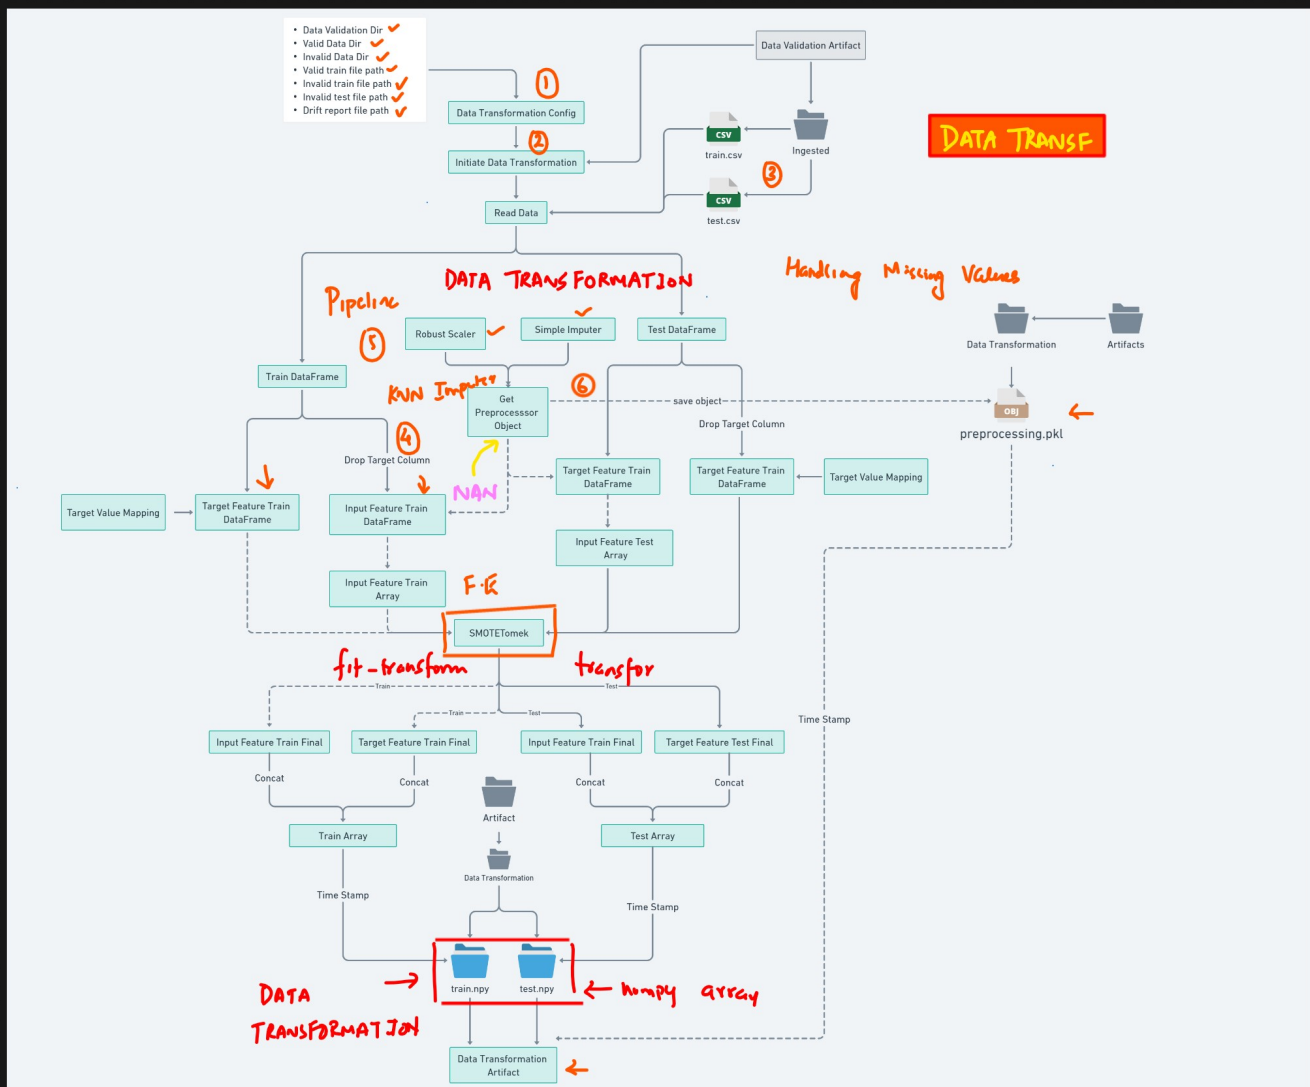 • Data Validation Dir
• Valid Data Dir
• Invalid Data Dir
• Valid train file path
• Invalid train file path
• Invalid test file path
• Drift report file path
Data Validation Artifact
1
Data Transformation Config
2
Initiate Data Transformation
CSV
train.csv
Ingested
3
CSV
test.csv
DATA TRANSF
Read Data
DATA TRANSFORMATION
Handling Missing Values
Pipeline
5
Robust Scaler
Simple Imputer
Test DataFrame
Data Transformation
Artifacts
Train DataFrame
KNN Imputer
6
Get
Preprocesssor
Object
save object
OBJ
preprocessing.pkl
4
Drop Target Column
Drop Target Column
NAN
Target Value Mapping
Target Feature Train
DataFrame
Input Feature Train
DataFrame
Target Feature Train
DataFrame
Target Feature Train
DataFrame
Target Value Mapping
Input Feature Test
Array
Input Feature Train
Array
F.E
SMOTETomek
fit-transform
transfor
Train
Test
Train
Test
Time Stamp
Input Feature Train Final
Target Feature Train Final
Input Feature Train Final
Target Feature Test Final
Concat
Concat
Concat
Concat
Artifact
Train Array
Test Array
Data Transformation
Time Stamp
Time Stamp
train.npy
test.npy
DATA
TRANSFORMATION
numpy array
Data Transformation
Artifact